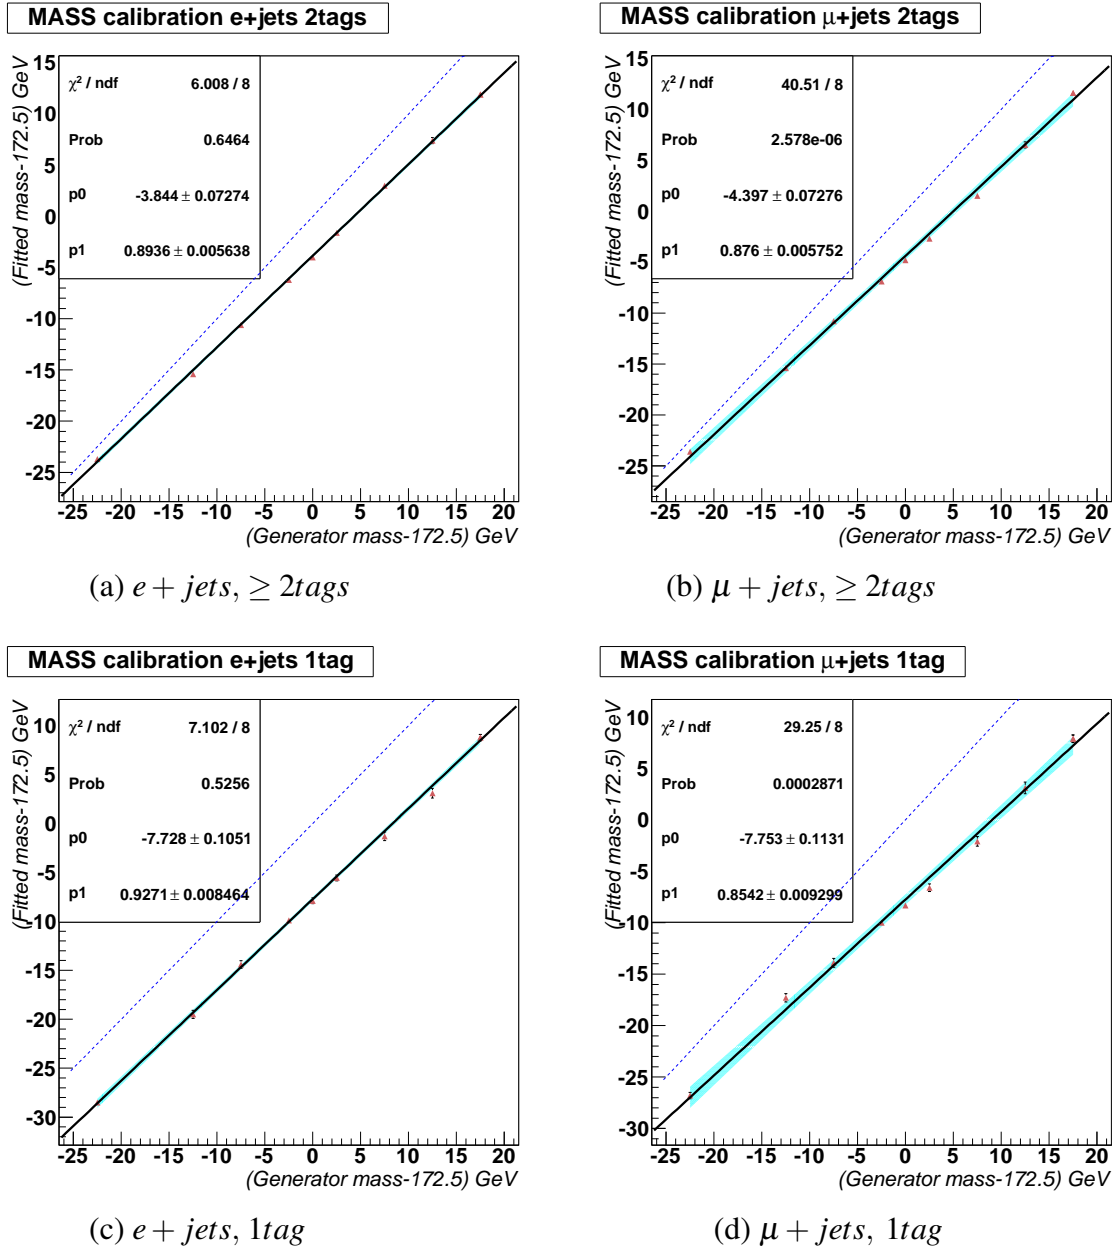 MASS calibration e+jets 2tags
(Fitted mass-172.5) GeV
15
10
5
0
-5
-10
-15
-20
-25
χ² / ndf 6.008 / 8
Prob 0.6464
p0 -3.844 ± 0.07274
p1 0.8936 ± 0.005638
-25 -20 -15 -10 -5 0 5 10 15 20
(Generator mass-172.5) GeV
(a) e + jets, ≥ 2tags
MASS calibration μ+jets 2tags
(Fitted mass-172.5) GeV
15
10
5
0
-5
-10
-15
-20
-25
χ² / ndf 40.51 / 8
Prob 2.578e-06
p0 -4.397 ± 0.07276
p1 0.876 ± 0.005752
-25 -20 -15 -10 -5 0 5 10 15 20
(Generator mass-172.5) GeV
(b) μ + jets, ≥ 2tags
MASS calibration e+jets 1tag
(Fitted mass-172.5) GeV
10
5
0
-5
-10
-15
-20
-25
-30
χ² / ndf 7.102 / 8
Prob 0.5256
p0 -7.728 ± 0.1051
p1 0.9271 ± 0.008464
-25 -20 -15 -10 -5 0 5 10 15 20
(Generator mass-172.5) GeV
(c) e + jets, 1tag
MASS calibration μ+jets 1tag
(Fitted mass-172.5) GeV
10
5
0
-5
-10
-15
-20
-25
-30
χ² / ndf 29.25 / 8
Prob 0.0002871
p0 -7.753 ± 0.1131
p1 0.8542 ± 0.009299
-25 -20 -15 -10 -5 0 5 10 15 20
(Generator mass-172.5) GeV
(d) μ + jets, 1tag